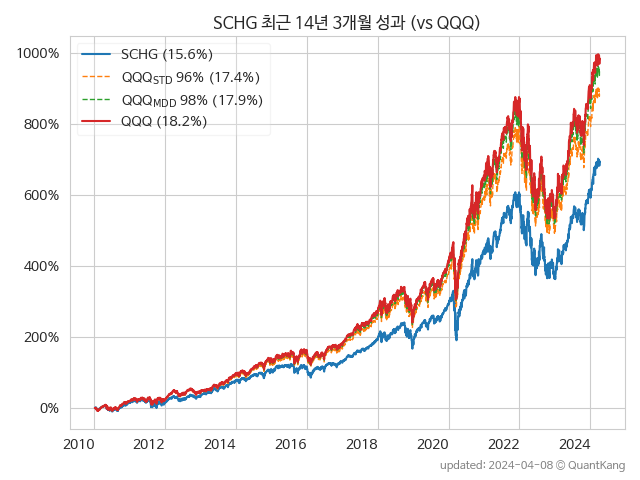 SCHG 최근 14년 3개월 성과 (vs QQQ)
SCHG (15.6%)
QQQSTD 96% (17.4%)
QQQMDD 98% (17.9%)
QQQ (18.2%)
1000%
800%
600%
400%
200%
0%
2010 2012 2014 2016 2018 2020 2022 2024
updated: 2024-04-08 © QuantKang